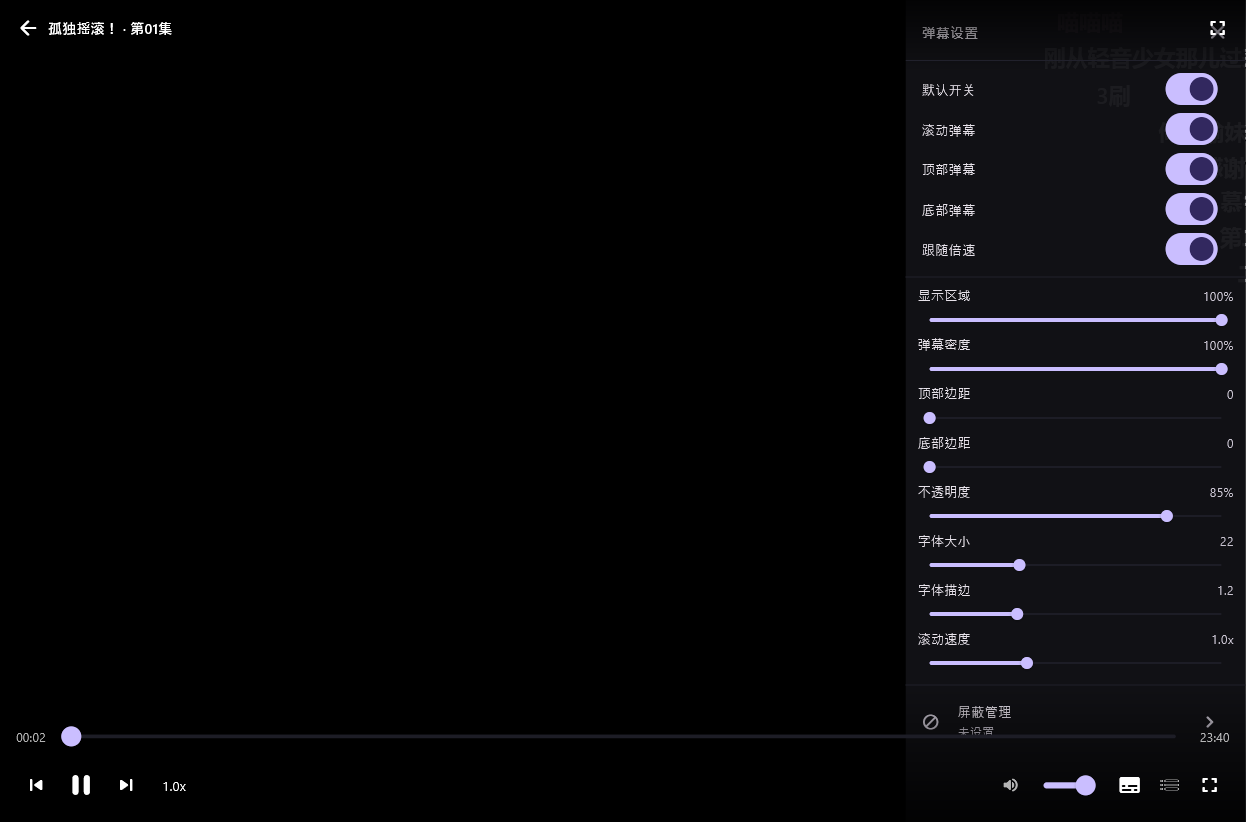 孤独摇滚！ · 第01集
弹幕设置
刚从轻音少女那儿过
默认开关
3刷
滚动弹幕
顶部弹幕
底部弹幕
跟随倍速
显示区域 100%
弹幕密度 100%
顶部边距 0
底部边距 0
不透明度 85%
字体大小 22
字体描边 1.2
滚动速度 1.0x
屏蔽管理
未设置
00:02 23:40
1.0x